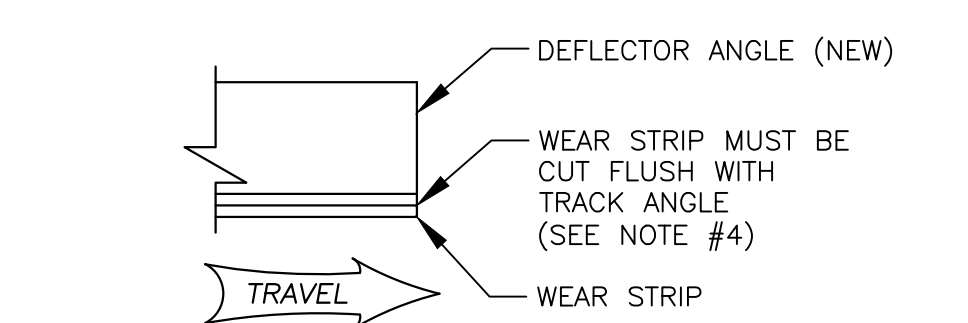 DEFLECTOR ANGLE (NEW)
WEAR STRIP MUST BE
CUT FLUSH WITH
TRACK ANGLE
(SEE NOTE #4)
TRAVEL
WEAR STRIP